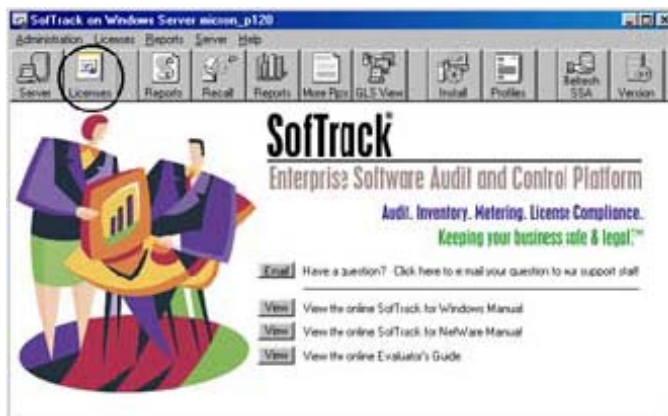 SofTrack on Windows Server micron_p120
Administration Licenses Reports Server Help
Server Licenses Reports Recall Reports More Rpts GLS View Install Profiles Refresh SSA Version
SofTrack
Enterprise Software Audit and Control Platform
Audit. Inventory. Metering. License Compliance.
Keeping your business safe & legal.™
Email Have a question? Click here to e mail your question to our support staff
View View the online SofTrack for Windows Manual
View View the online SofTrack for NetWare Manual
View View the online Evaluator's Guide